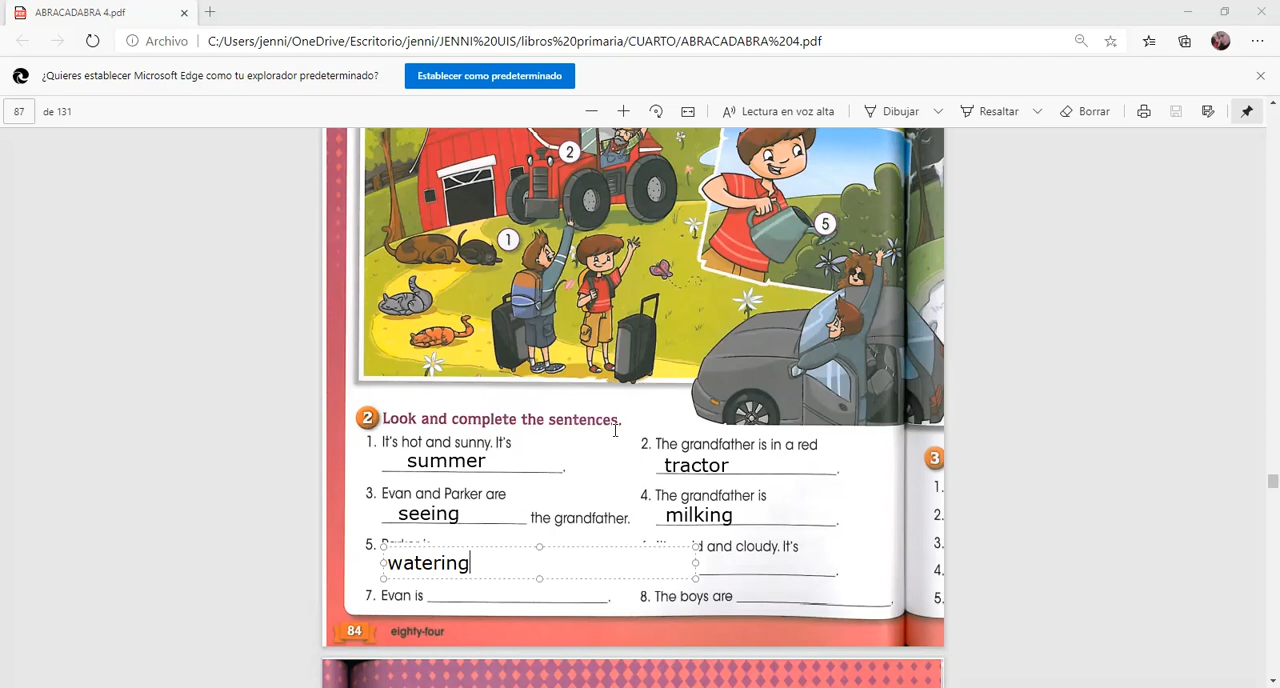 ABRACADABRA 4.pdf
Archivo C:/Users/jenni/OneDrive/Escritorio/jenni/JENNI%20UIS/libros%20primaria/CUARTO/ABRACADABRA%204.pdf
¿Quieres establecer Microsoft Edge como tu explorador predeterminado? Establecer como predeterminado
87 de 131 Lectura en voz alta Dibujar Resaltar Borrar
2
5
1
2 Look and complete the sentences.
1. It's hot and sunny. It's
summer.
2. The grandfather is in a red
tractor.
3. Evan and Parker are
seeing the grandfather.
4. The grandfather is
milking.
5.
watering
and cloudy. It's
7. Evan is.
8. The boys are.
84 eighty-four
3
1.
2.
3.
4.
5.